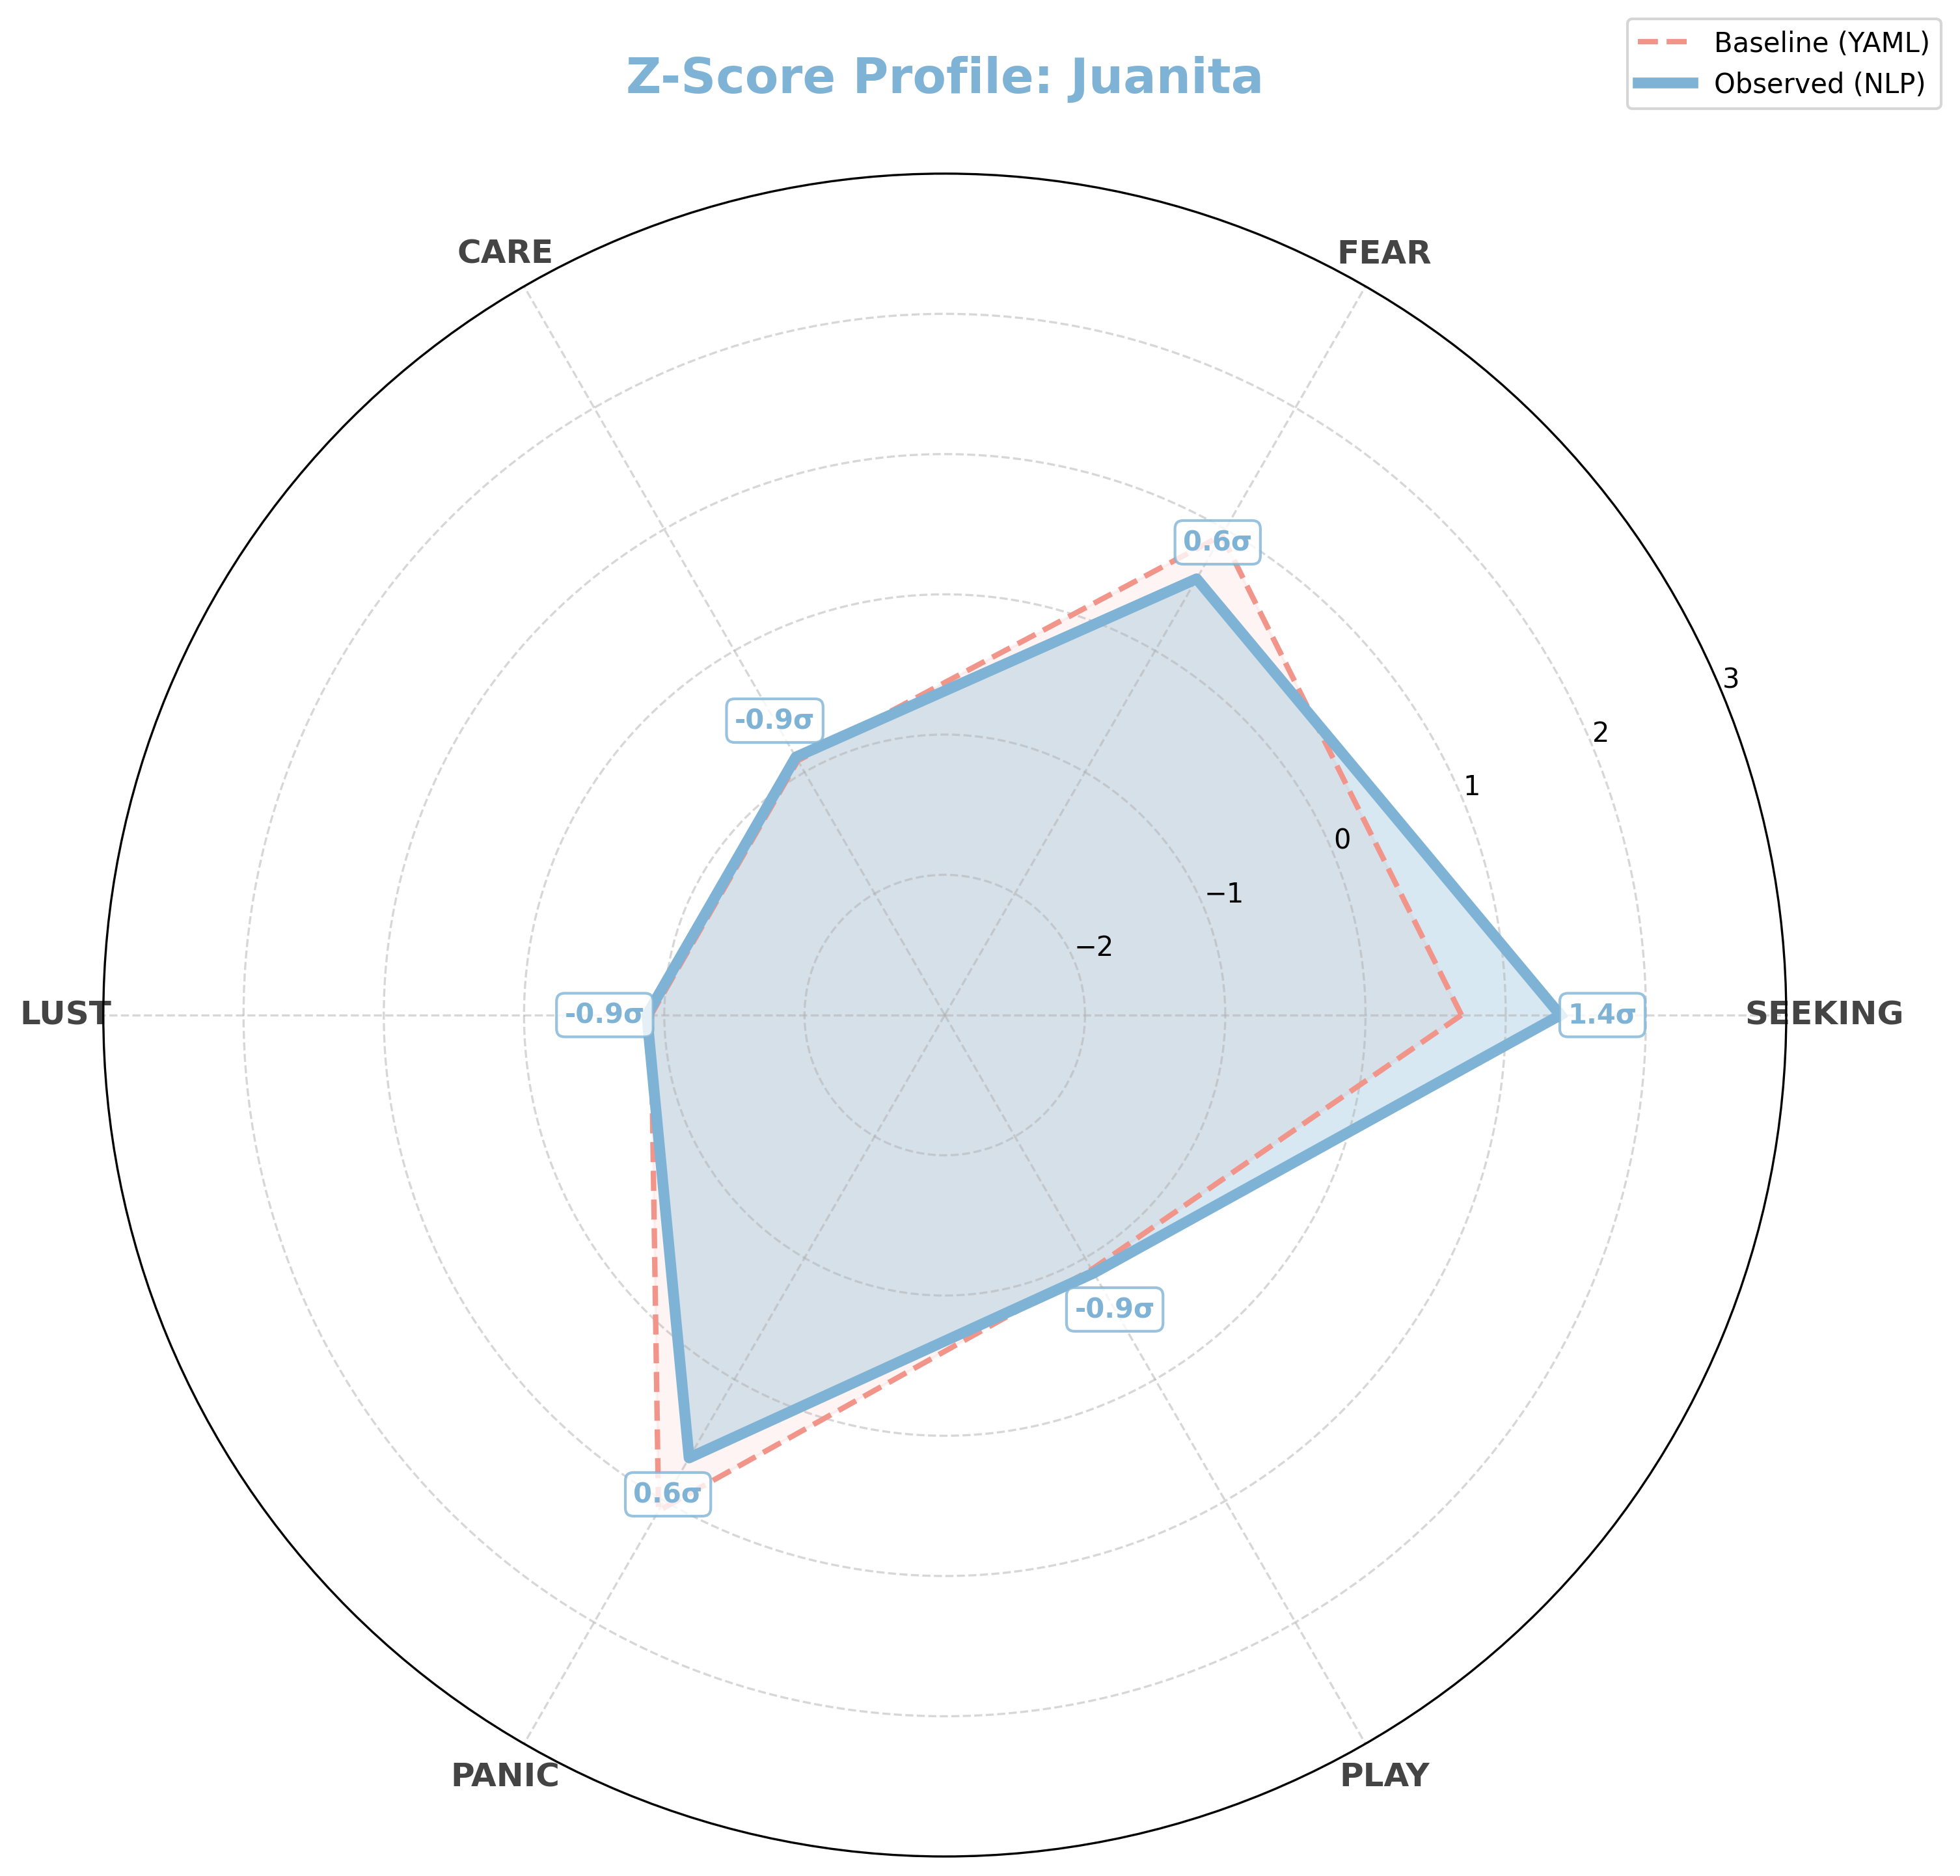 Baseline (YAML)
Observed (NLP)
Z-Score Profile: Juanita
CARE
FEAR
0.6σ
3
-0.9σ
2
1
0
−1
−2
LUST
-0.9σ
1.4σ
SEEKING
-0.9σ
0.6σ
PANIC
PLAY